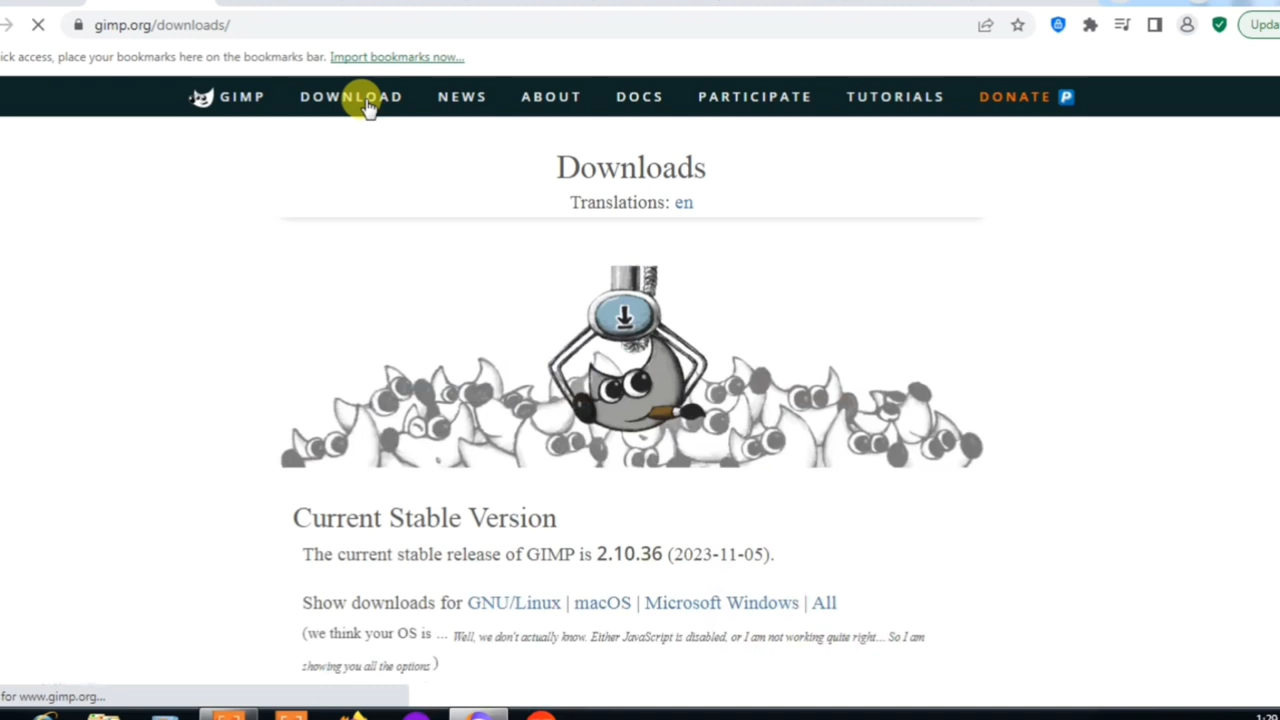 gimp.org/downloads/
Upda
ick access, place your bookmarks here on the bookmarks bar. Import bookmarks now...
GIMP DOWNLOAD NEWS ABOUT DOCS PARTICIPATE TUTORIALS DONATE P
Downloads
Translations: en
Current Stable Version
The current stable release of GIMP is 2.10.36 (2023-11-05).
Show downloads for GNU/Linux | macOS | Microsoft Windows | All
(we think your OS is ... Well, we don't actually know. Either JavaScript is disabled, or I am not working quite right... So I am
showing you all the options )
for www.gimp.org...